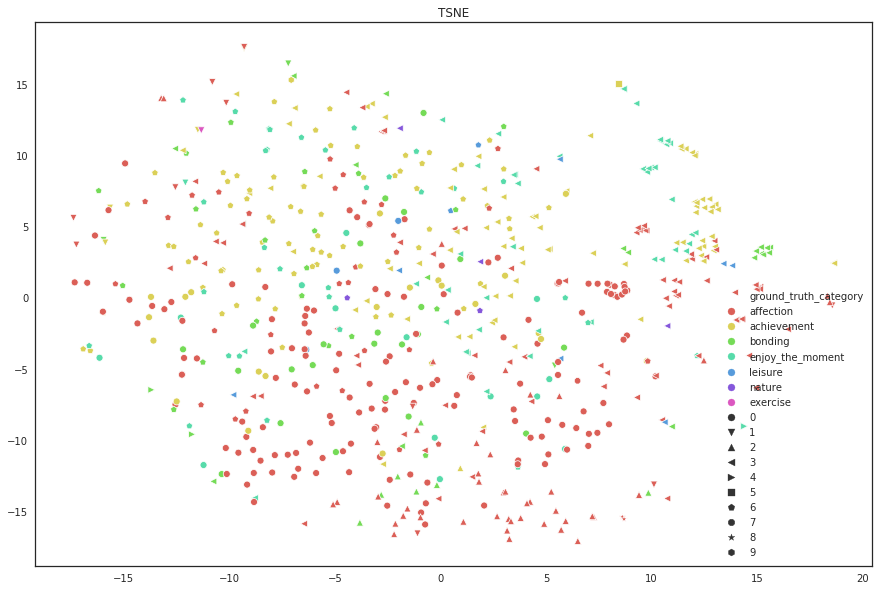 TSNE
15
10
5
0
−5
−10
−15
ground_truth_category
affection
achievement
bonding
enjoy_the_moment
leisure
nature
exercise
0
1
2
3
4
5
6
7
8
9
−15
−10
−5
0
5
10
15
20